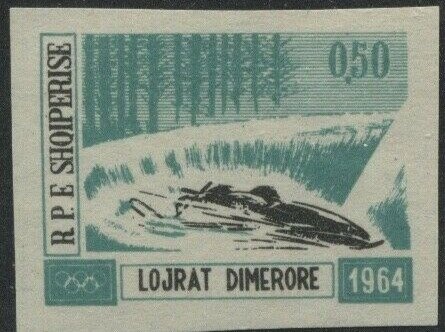 R P. E SHQIPERISE
0,50
LOJRAT DIMERORE
1964